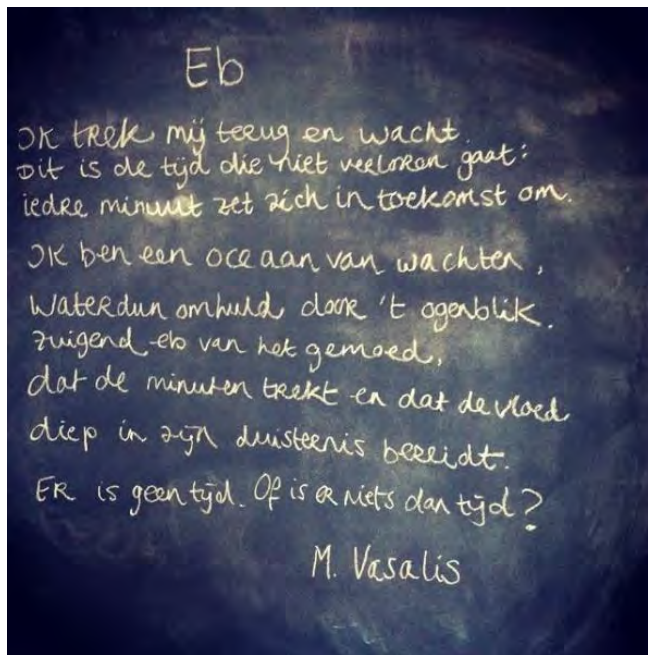 Eb
Ik trek mij terug en wacht.
Dit is de tijd die niet verloren gaat:
iedre minuut zet zich in toekomst om.
Ik ben een oceaan van wachten,
waterdun omhuld door 't ogenblik.
Zuigend eb van het gemoed,
dat de minuten trekt en dat de vloed
diep in zijn duisternis bereidt.
Er is geen tijd. Of is er niets dan tijd?
M. Vasalis